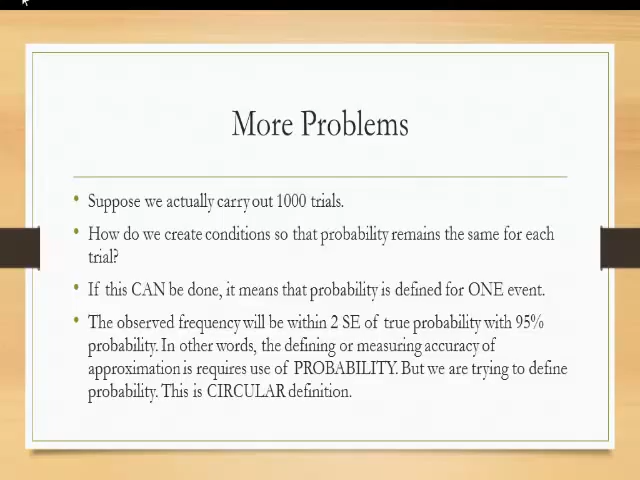 More Problems
• Suppose we actually carry out 1000 trials.
• How do we create conditions so that probability remains the same for each
trial?
• If this CAN be done, it means that probability is defined for ONE event.
• The observed frequency will be within 2 SE of true probability with 95%
probability. In other words, the defining or measuring accuracy of
approximation is requires use of PROBABILITY. But we are trying to define
probability. This is CIRCULAR definition.